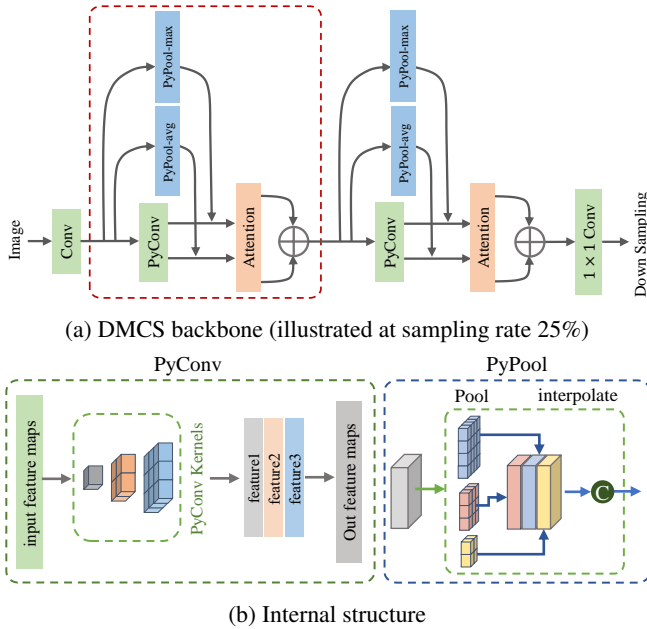 PyPool-max
PyPool-avg
Image
Conv
PyConv
Attention
PyPool-max
PyPool-avg
PyConv
Attention
1 × 1 Conv
Down Sampling
(a) DMCS backbone (illustrated at sampling rate 25%)
PyConv
input feature maps
PyConv Kernels
feature1
feature2
feature3
Out feature maps
PyPool
Pool
interpolate
C
(b) Internal structure